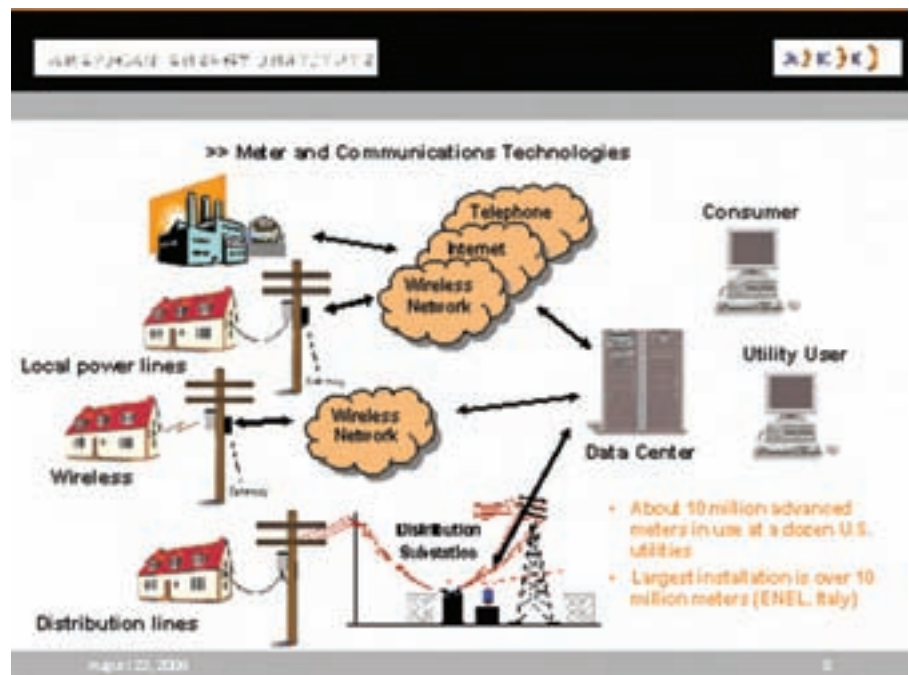 >> Meter and Communications Technologies
Telephone
Internet
Wireless
Network
Consumer
Local power lines
Utility User
Wireless
Network
Data Center
Wireless
Gateway
Distribution
Substation
• About 10 million advanced
meters in use at a dozen U.S.
utilities
• Largest installation is over 10
million meters (ENEL, Italy)
Distribution lines